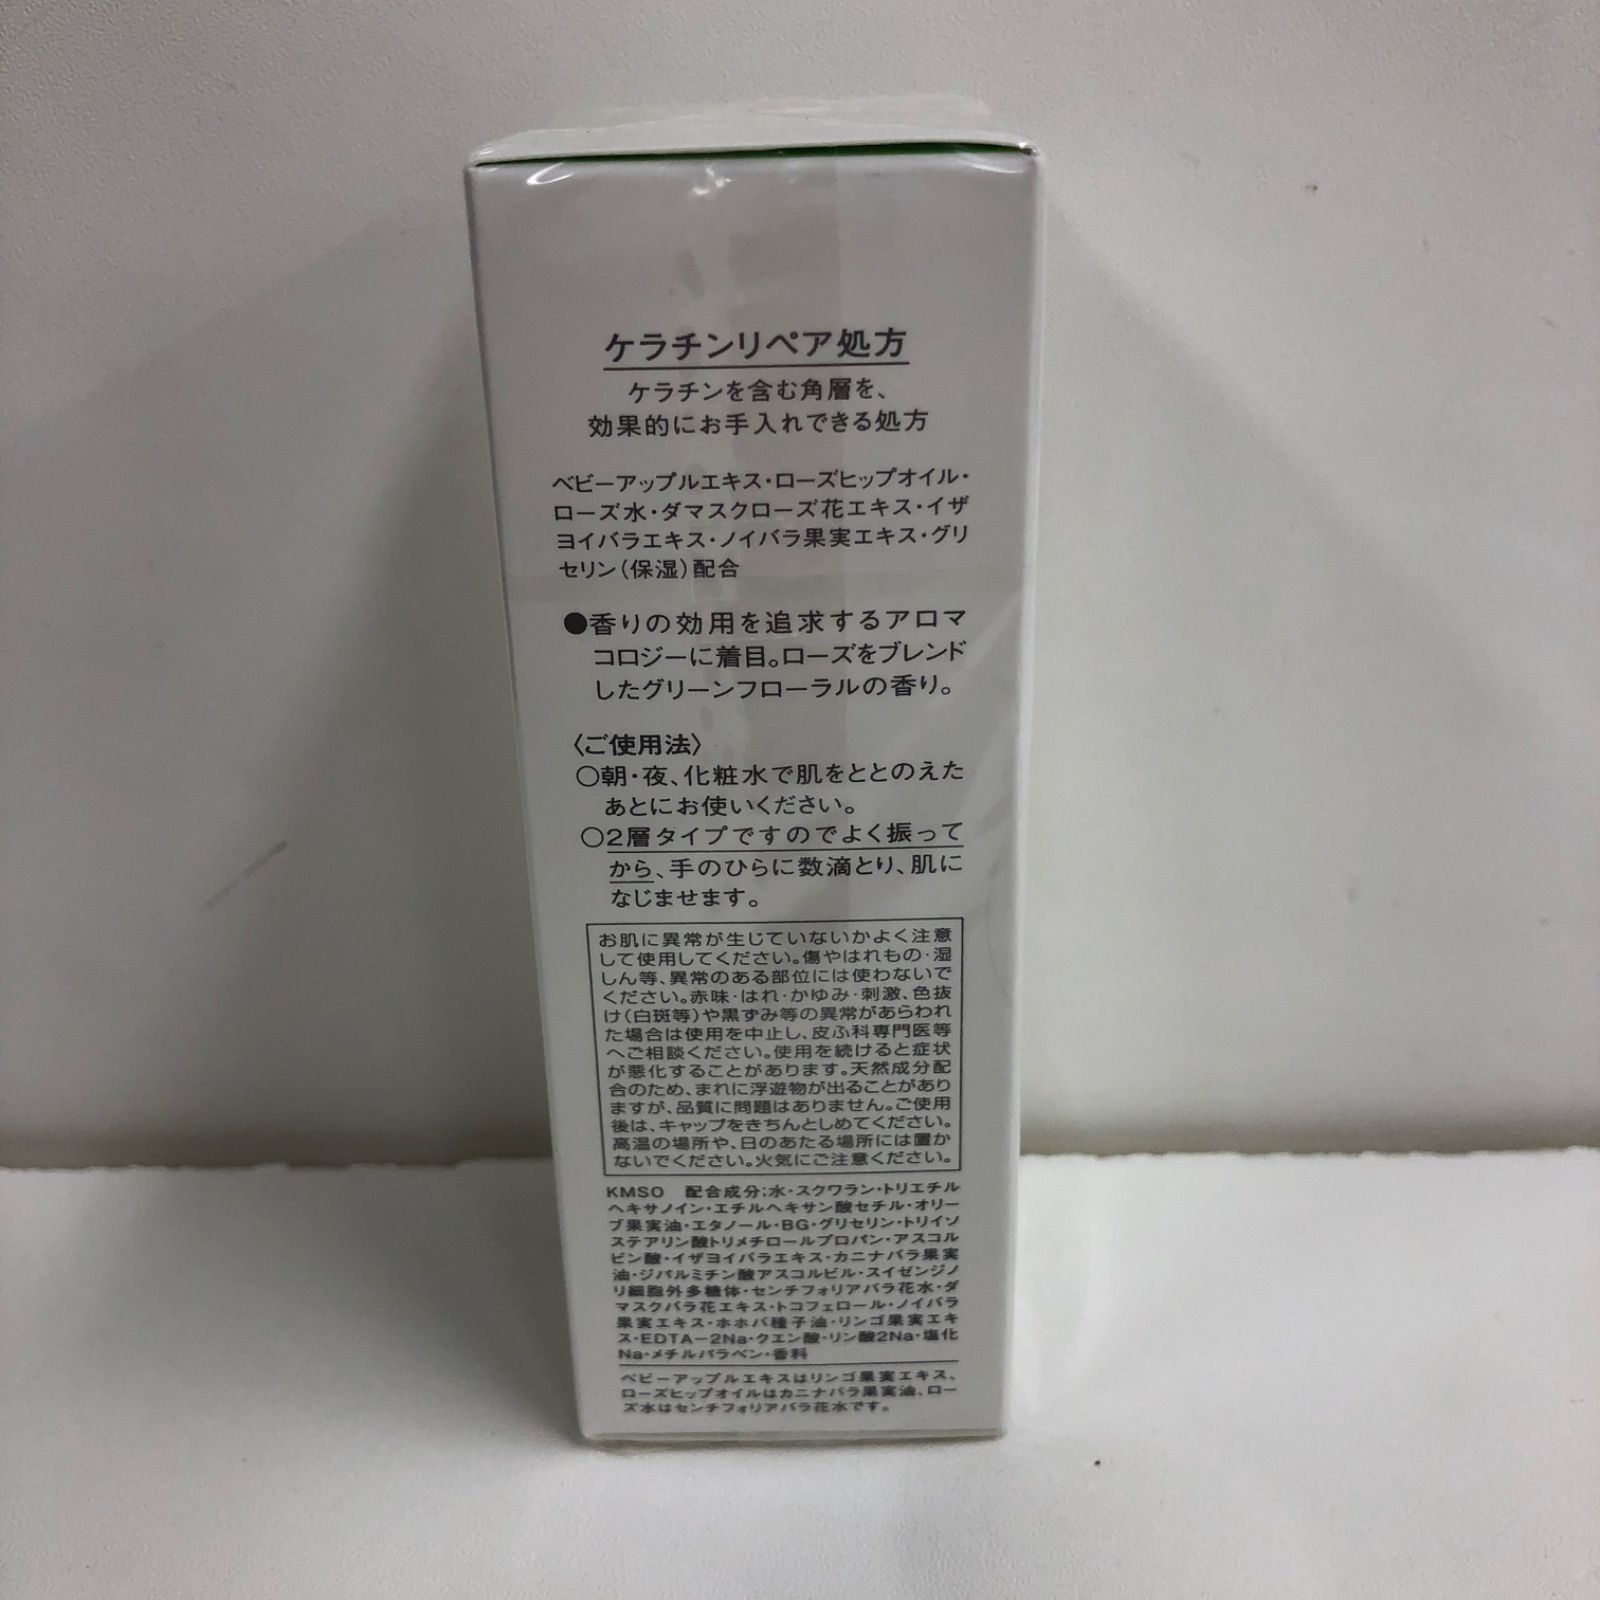 ケラチンリペア処方
ケラチンを含む角層を、
効果的にお手入れできる処方
ベビーアップルエキス・ローズヒップオイル・
ローズ水・ダマスクローズ花エキス・イザ
ヨイバラエキス・ノイバラ果実エキス・グリ
セリン(保湿)配合
●香りの効用を追求するアロマ
コロジーに着目。ローズをブレンド
したグリーンフローラルの香り。
〈ご使用法〉
○朝・夜、化粧水で肌をととのえた
あとにお使いください。
○2層タイプですのでよく振って
から、手のひらに数滴とり、肌に
なじませます。
お肌に異常が生じていないかよく注意
して使用してください。傷やはれもの・湿
しん等、異常のある部位には使わないで
ください。赤味・はれ・かゆみ・刺激、色抜
け(白斑等)や黒ずみ等の異常があらわれ
た場合は使用を中止し、皮ふ科専門医等
へご相談ください。使用を続けると症状
が悪化することがあります。天然成分配
合のため、まれに浮遊物が出ることがあり
ますが、品質に問題はありません。ご使用
後は、キャップをきちんとしめてください。
高温の場所や、日のあたる場所には置か
ないでください。火気にご注意ください。
KMSO 配合成分:水・スクワラン・トリエチル
ヘキサノイン・エチルヘキサン酸セチル・オリー
ブ果実油・エタノール・BG・グリセリン・トリイソ
ステアリン酸トリメチロールプロパン・アスコル
ビン酸・イザヨイバラエキス・カニナバラ果実
油・ジパルミチン酸アスコルビル・スイゼンジノ
リ細胞外多糖体・センチフォリアバラ花水・ダ
マスクバラ花エキス・トコフェロール・ノイバラ
果実エキス・ホホバ種子油・リンゴ果実エキ
ス・EDTA-2Na・クエン酸・リン酸2Na・塩化
Na・メチルパラベン・香料
ベビーアップルエキスはリンゴ果実エキス、
ローズヒップオイルはカニナバラ果実油、ロー
ズ水はセンチフォリアバラ花水です。